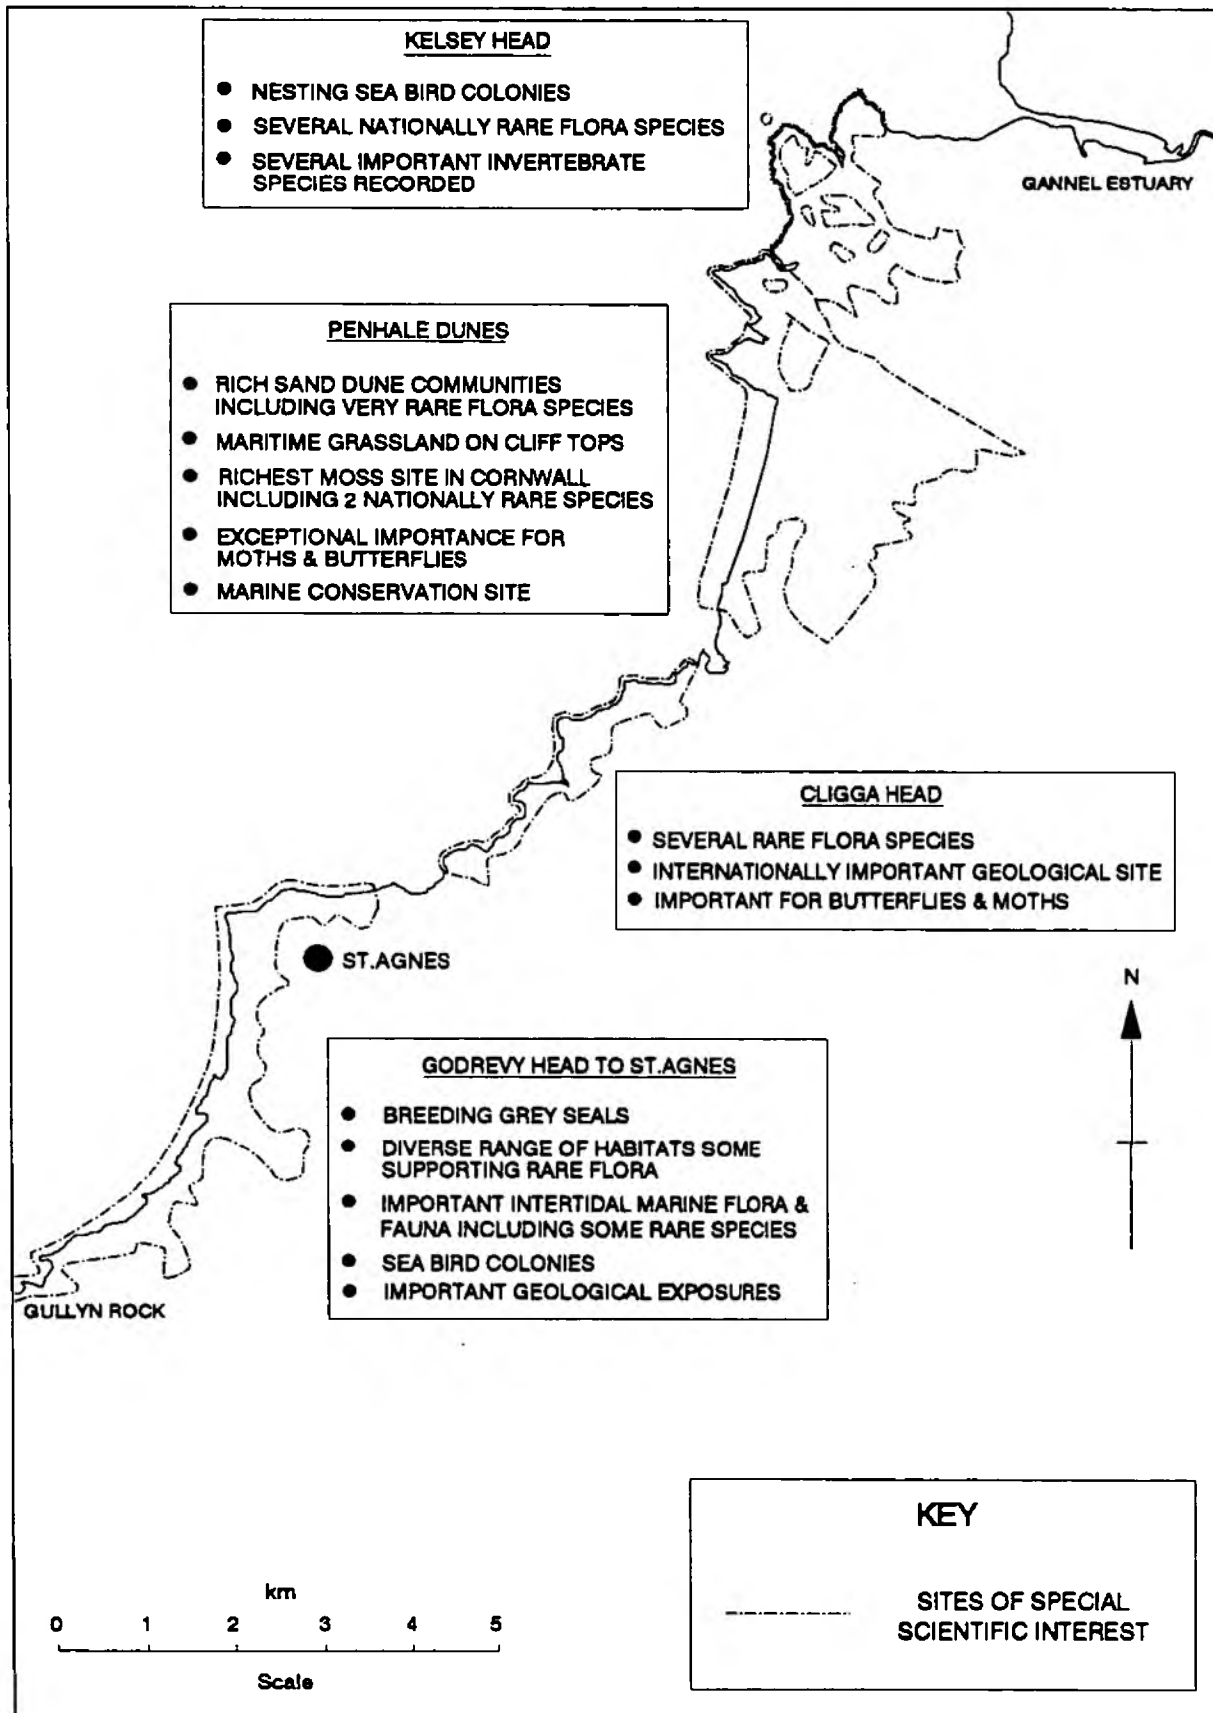 KELSEY HEAD
● NESTING SEA BIRD COLONIES
● SEVERAL NATIONALLY RARE FLORA SPECIES
● SEVERAL IMPORTANT INVERTEBRATE
SPECIES RECORDED
GANNEL ESTUARY
PENHALE DUNES
● RICH SAND DUNE COMMUNITIES
INCLUDING VERY RARE FLORA SPECIES
● MARITIME GRASSLAND ON CLIFF TOPS
● RICHEST MOSS SITE IN CORNWALL
INCLUDING 2 NATIONALLY RARE SPECIES
● EXCEPTIONAL IMPORTANCE FOR
MOTHS & BUTTERFLIES
● MARINE CONSERVATION SITE
CLIGGA HEAD
● SEVERAL RARE FLORA SPECIES
● INTERNATIONALLY IMPORTANT GEOLOGICAL SITE
● IMPORTANT FOR BUTTERFLIES & MOTHS
ST.AGNES
N
GODREVY HEAD TO ST.AGNES
● BREEDING GREY SEALS
● DIVERSE RANGE OF HABITATS SOME
SUPPORTING RARE FLORA
● IMPORTANT INTERTIDAL MARINE FLORA &
FAUNA INCLUDING SOME RARE SPECIES
● SEA BIRD COLONIES
● IMPORTANT GEOLOGICAL EXPOSURES
GULLYN ROCK
KEY
SITES OF SPECIAL
SCIENTIFIC INTEREST
km
0 1 2 3 4 5
Scale